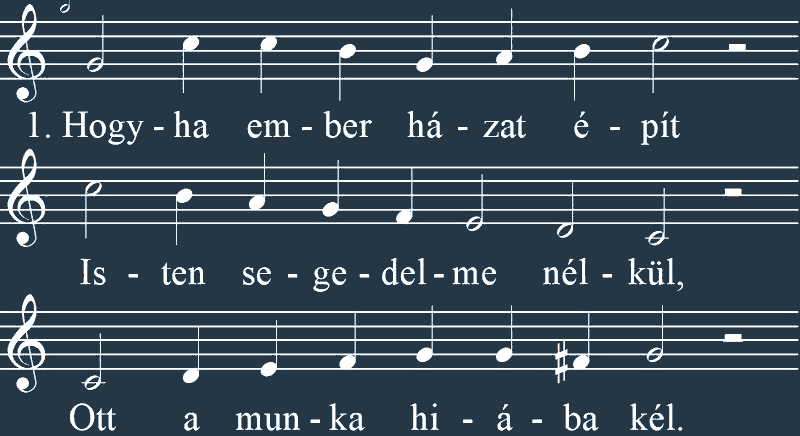 1. Hogy - ha em - ber há - zat é - pít
Is - ten se - ge - del - me nél - kül,
Ott a mun - ka hi - á - ba kél.